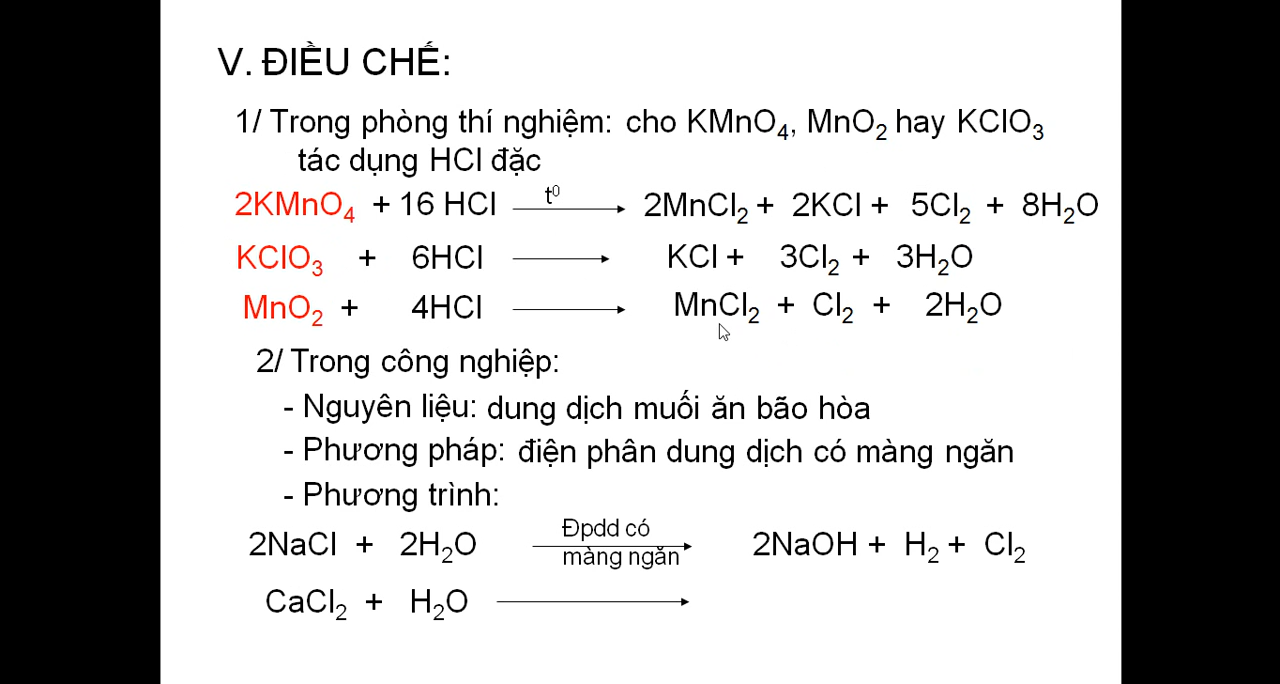 V. ĐIỀU CHẾ:
1/ Trong phòng thí nghiệm: cho KMnO₄, MnO₂ hay KClO₃
tác dụng HCl đặc
2KMnO₄ + 16 HCl t⁰ → 2MnCl₂ + 2KCl + 5Cl₂ + 8H₂O
KClO₃ + 6HCl → KCl + 3Cl₂ + 3H₂O
MnO₂ + 4HCl → MnCl₂ + Cl₂ + 2H₂O
2/ Trong công nghiệp:
- Nguyên liệu: dung dịch muối ăn bão hòa
- Phương pháp: điện phân dung dịch có màng ngăn
- Phương trình:
2NaCl + 2H₂O Đpdd có màng ngăn → 2NaOH + H₂ + Cl₂
CaCl₂ + H₂O →